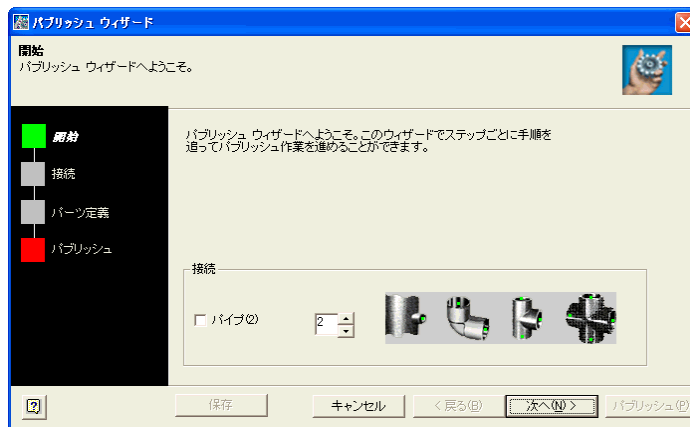 パブリッシュ ウィザード
開始
パブリッシュ ウィザードへようこそ。
開始
接続
パーツ定義
パブリッシュ
パブリッシュ ウィザードへようこそ。このウィザードでステップごとに手順を
追ってパブリッシュ作業を進めることができます。
接続
パイプ(2)
2
保存
キャンセル
< 戻る(B)
次へ(N) >
パブリッシュ(P)